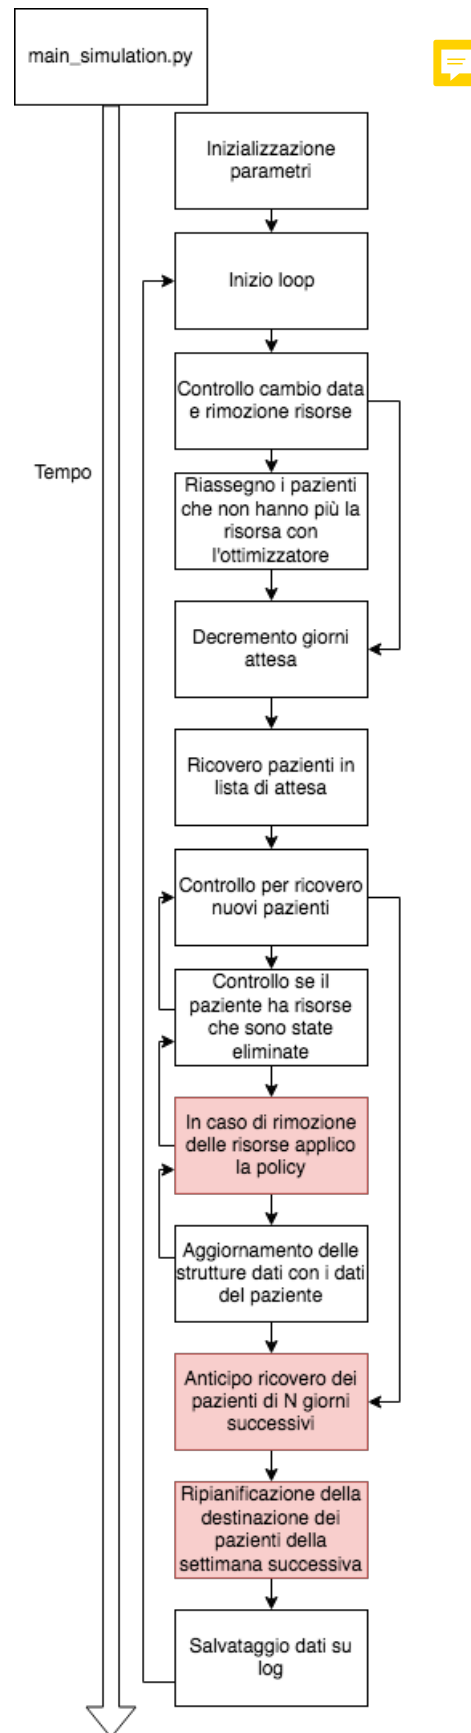 main_simulation.py
Inizializzazione
parametri
Inizio loop
Controllo cambio data
e rimozione risorse
Tempo
Riassegno i pazienti
che non hanno più la
risorsa con
l'ottimizzatore
Decremento giorni
attesa
Ricovero pazienti in
lista di attesa
Controllo per ricovero
nuovi pazienti
Controllo se il
paziente ha risorse
che sono state
eliminate
In caso di rimozione
delle risorse applico
la policy
Aggiornamento delle
strutture dati con i dati
del paziente
Anticipo ricovero dei
pazienti di N giorni
successivi
Ripianificazione della
destinazione dei
pazienti della
settimana successiva
Salvataggio dati su
log